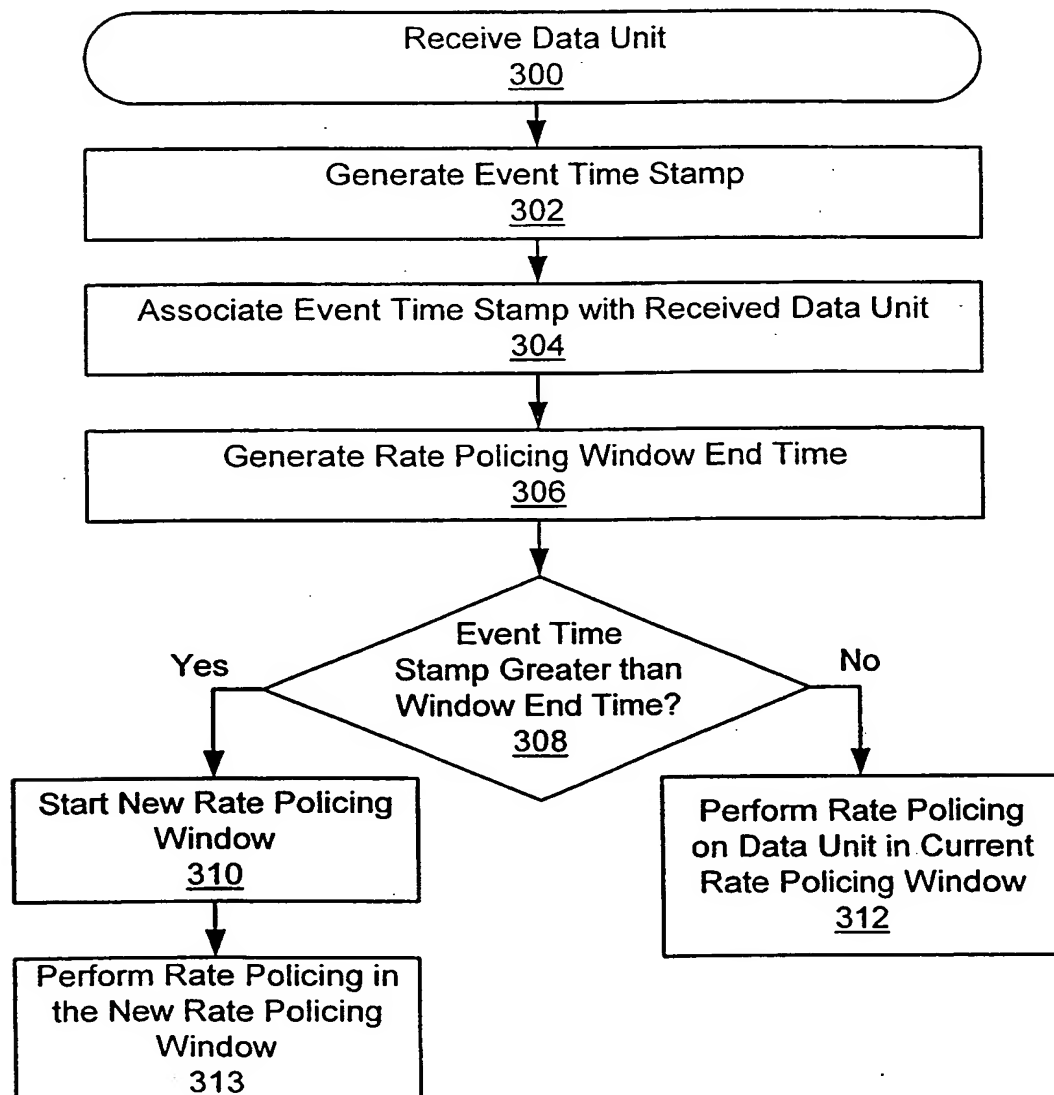 Receive Data Unit
300
Generate Event Time Stamp
302
Associate Event Time Stamp with Received Data Unit
304
Generate Rate Policing Window End Time
306
Event Time
Stamp Greater than
Window End Time?
308
Yes
No
Start New Rate Policing
Window
310
Perform Rate Policing
on Data Unit in Current
Rate Policing Window
312
Perform Rate Policing in
the New Rate Policing
Window
313